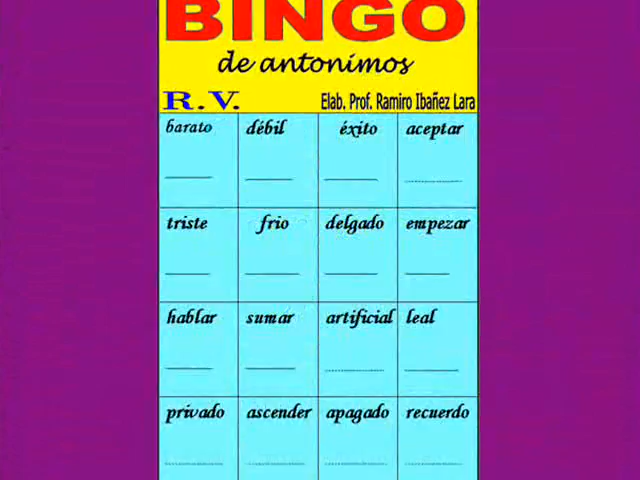 BINGO
de antonimos
R.V. Elab. Prof. Ramiro Ibañez Lara
barato débil éxito aceptar
triste frio delgado empezar
hablar sumar artificial leal
privado ascender apagado recuerdo